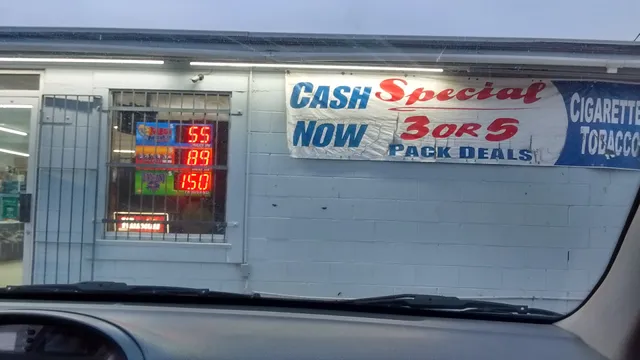 CASH
NOW
Special
3 OR 5
PACK DEALS
CIGARETTE
TOBACCO
55
89
150